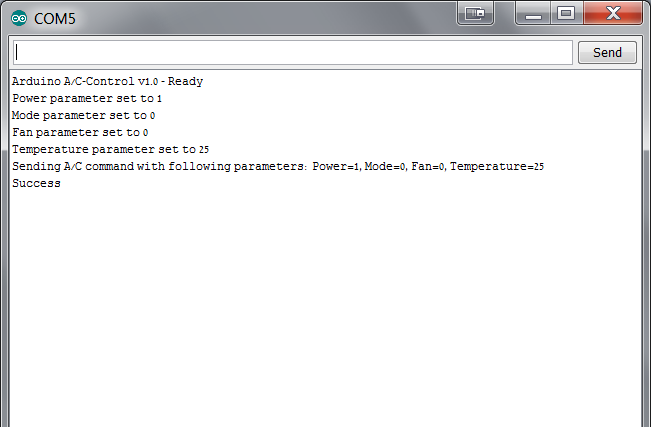 COM5
Send
Arduino A/C-Control v1.0 - Ready
Power parameter set to 1
Mode parameter set to 0
Fan parameter set to 0
Temperature parameter set to 25
Sending A/C command with following parameters: Power=1, Mode=0, Fan=0, Temperature=25
Success